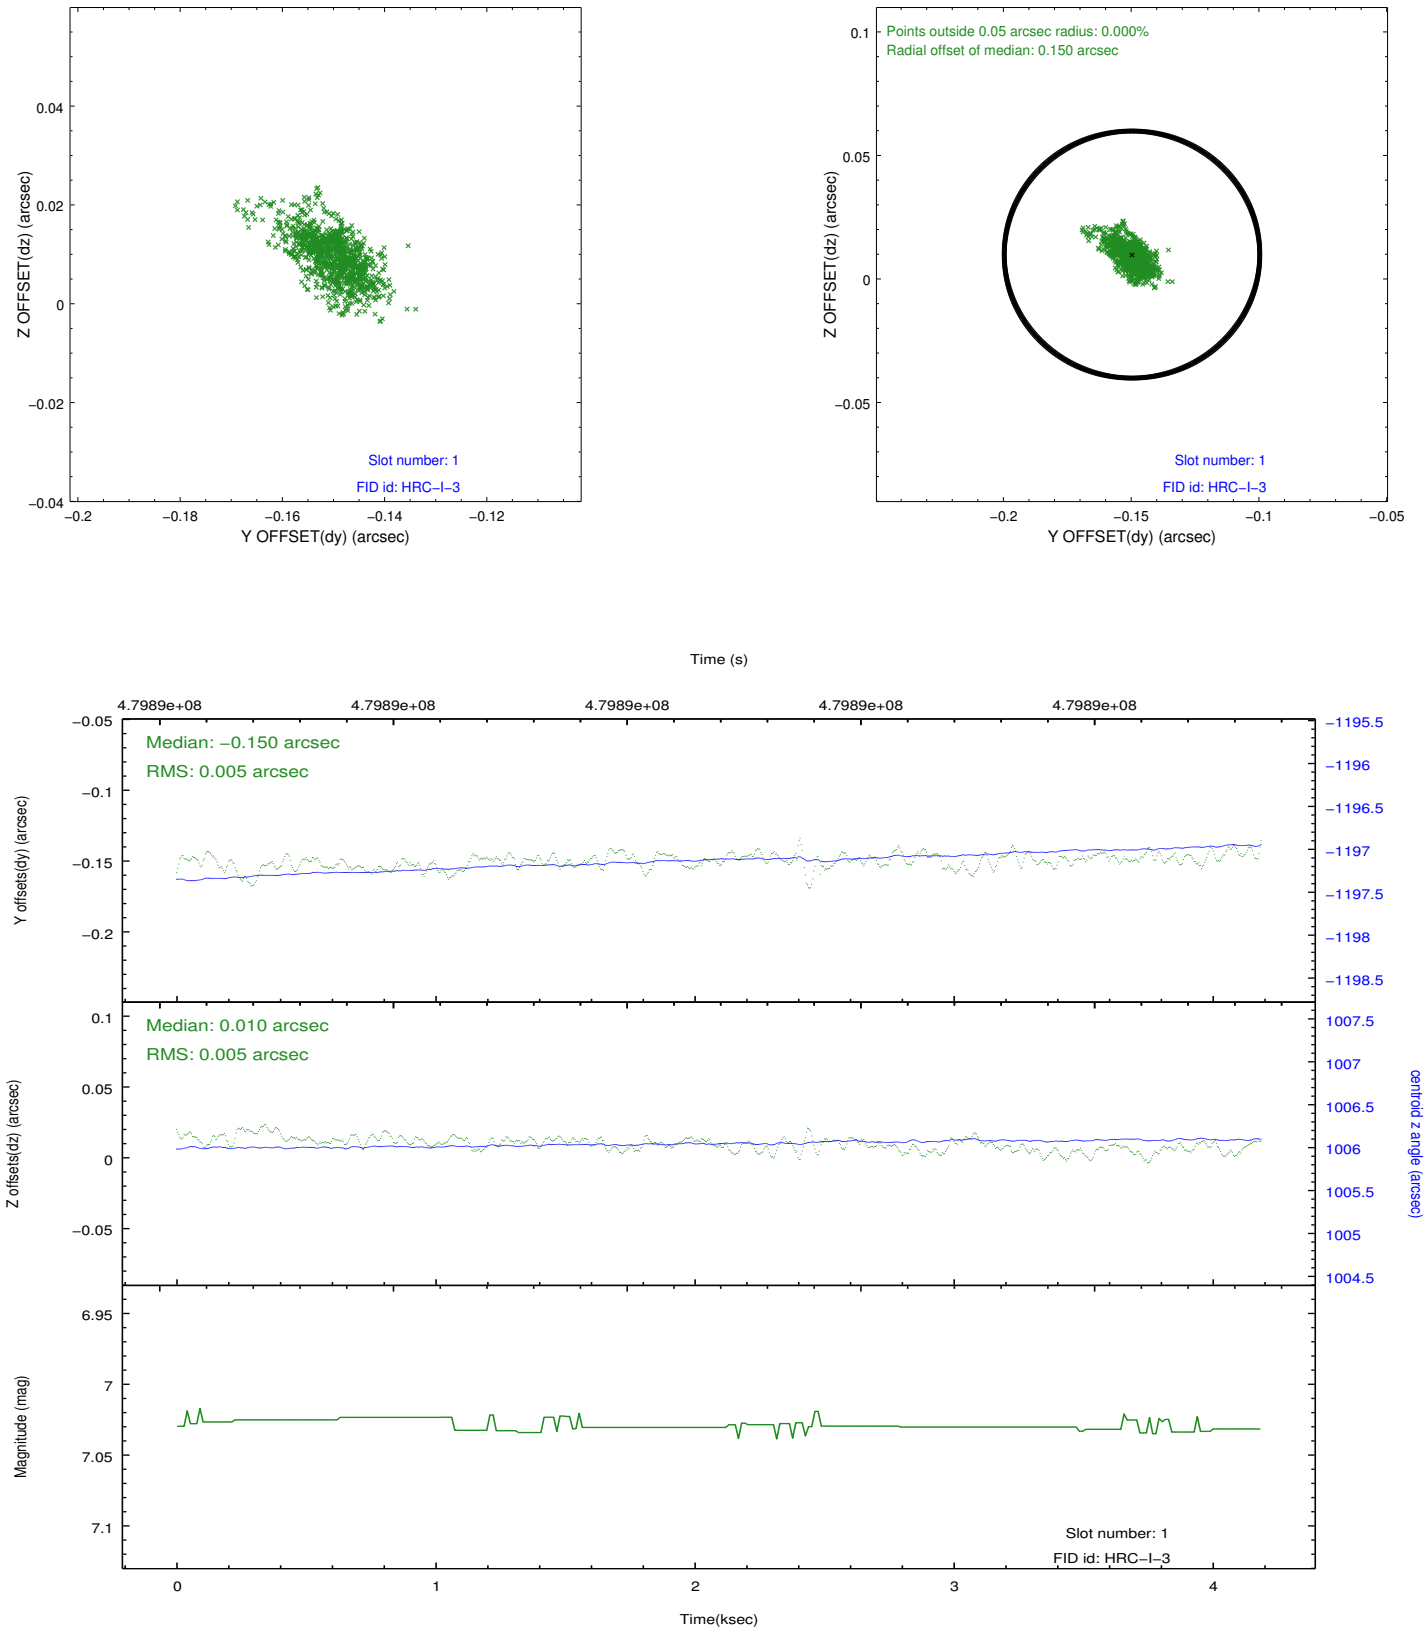 0.04
0.02
0
−0.02
−0.04
Z OFFSET(dz) (arcsec)
Slot number: 1
FID id: HRC−I−3
−0.2
−0.18
−0.16
−0.14
−0.12
Y OFFSET(dy) (arcsec)
Points outside 0.05 arcsec radius: 0.000%
Radial offset of median: 0.150 arcsec
0.1
0.05
0
−0.05
Z OFFSET(dz) (arcsec)
Slot number: 1
FID id: HRC−I−3
−0.2
−0.15
−0.1
−0.05
Y OFFSET(dy) (arcsec)
Time (s)
4.7989e+08
4.7989e+08
4.7989e+08
4.7989e+08
4.7989e+08
Median: −0.150 arcsec
RMS: 0.005 arcsec
−0.05
−0.1
−0.15
−0.2
Y offsets(dy) (arcsec)
−1195.5
−1196
−1196.5
−1197
−1197.5
−1198
−1198.5
Median: 0.010 arcsec
RMS: 0.005 arcsec
0.1
0.05
0
−0.05
Z offsets(dz) (arcsec)
1007.5
1007
1006.5
1006
1005.5
1005
1004.5
centroid z angle (arcsec)
6.95
7
7.05
7.1
Magnitude (mag)
Slot number: 1
FID id: HRC−I−3
0
1
2
3
4
Time(ksec)